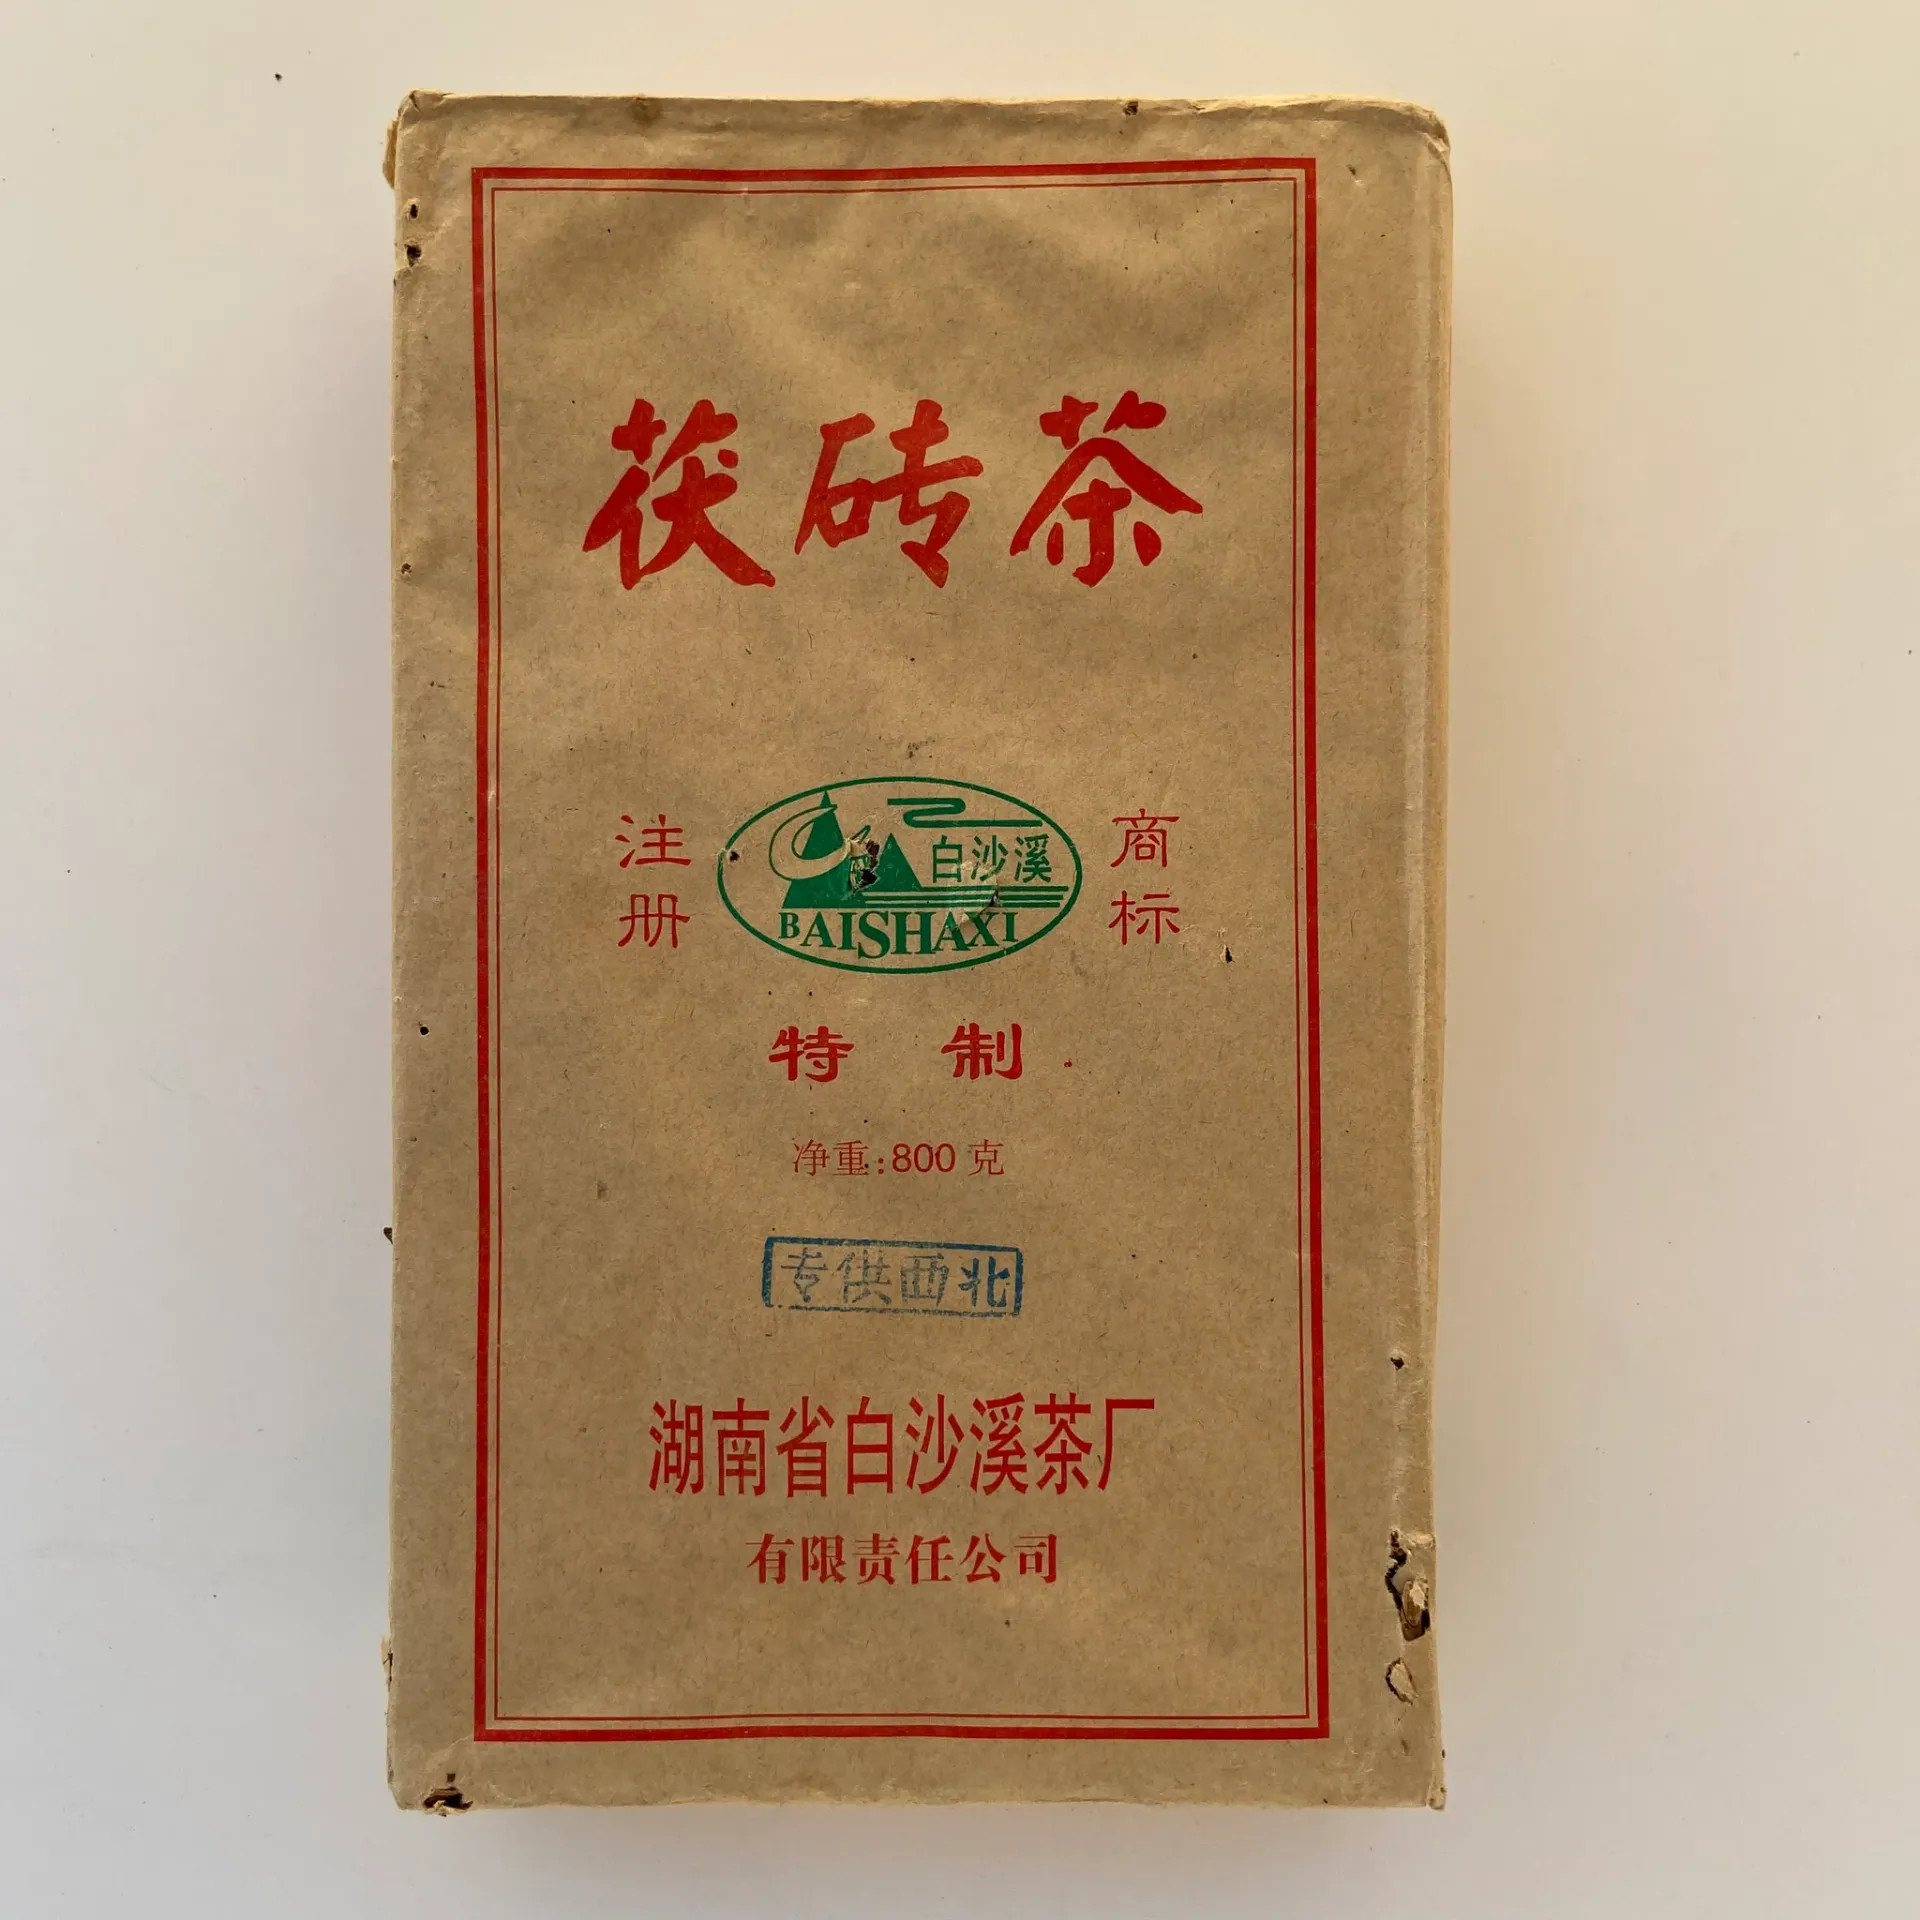 茯砖茶
注册
白沙溪
BAISHAXI
商标
特制
净重:800克
专供西北
湖南省白沙溪茶厂
有限责任公司